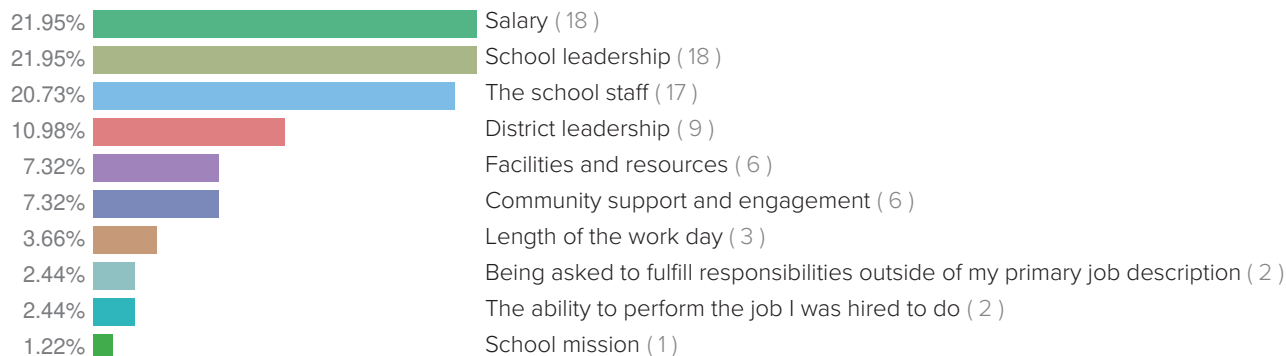 21.95% Salary ( 18 )
21.95% School leadership ( 18 )
20.73% The school staff ( 17 )
10.98% District leadership ( 9 )
7.32% Facilities and resources ( 6 )
7.32% Community support and engagement ( 6 )
3.66% Length of the work day ( 3 )
2.44% Being asked to fulfill responsibilities outside of my primary job description ( 2 )
2.44% The ability to perform the job I was hired to do ( 2 )
1.22% School mission ( 1 )